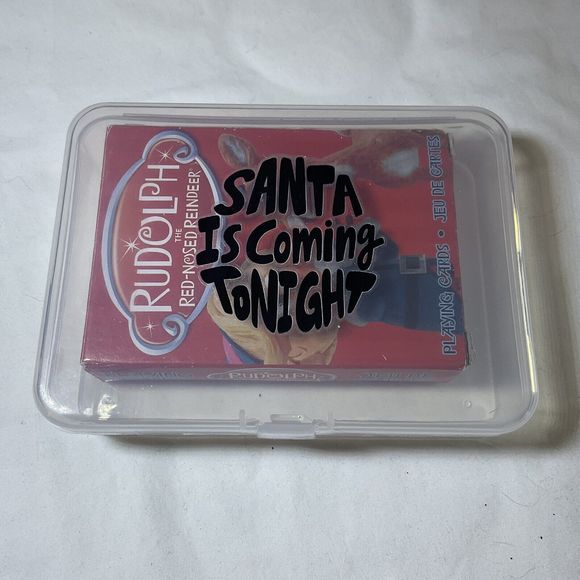 SANTA
Is Coming
TONIGHT
RUDOLPH
THE
RED-NOSED REINDEER
PLAYING CARDS • JEU DE CARTES
RUDOLPH